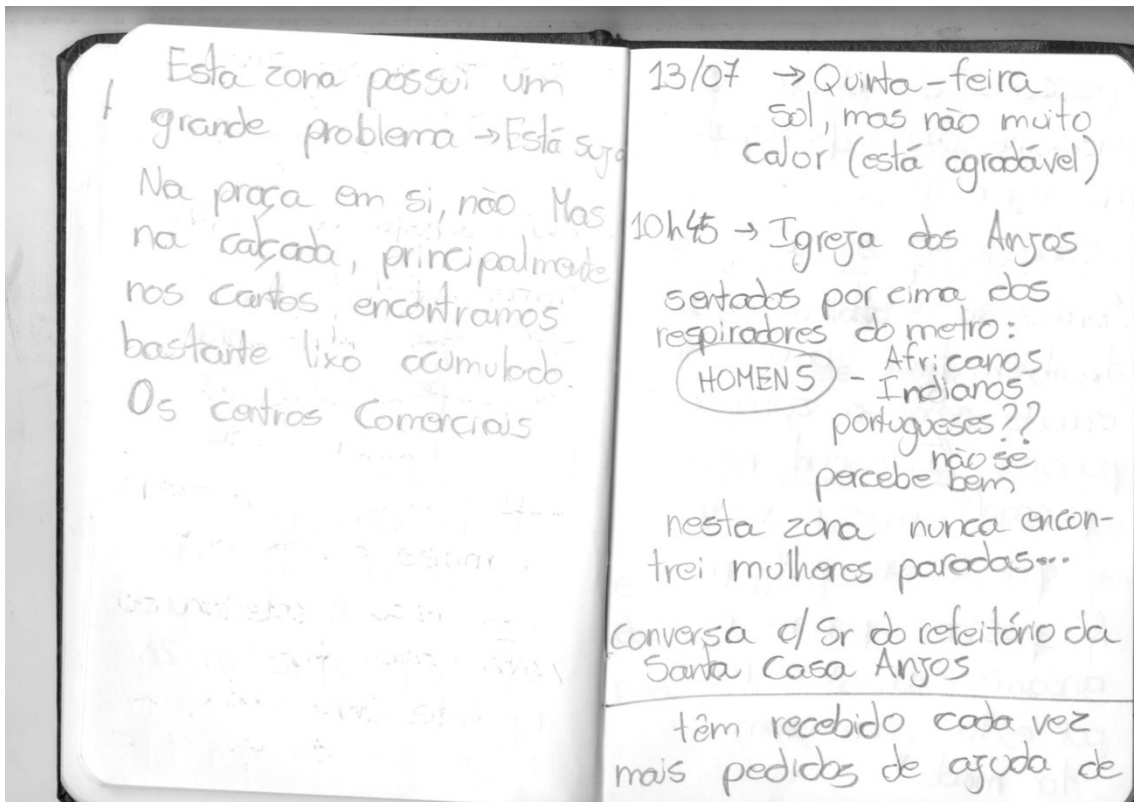 Esta zona possui um
grande problema → Está suja
Na praça em si, não Mas
na calçada, principalmente
nos cantos encontramos
bastante lixo acumulado.
Os centros Comerciais
13/07 → Quinta-feira
sol, mas não muito
calor (está agradável)
10h45 → Igreja dos Anjos
sentados por cima dos
respiradores do metro:
HOMENS - Africanos
Indianos
portugueses??
não se
percebe bem
nesta zona nunca encon-
trei mulheres paradas...
conversa c/ Sr do refeitório da
Santa Casa Anjos
têm recebido cada vez
mais pedidos de ajuda de